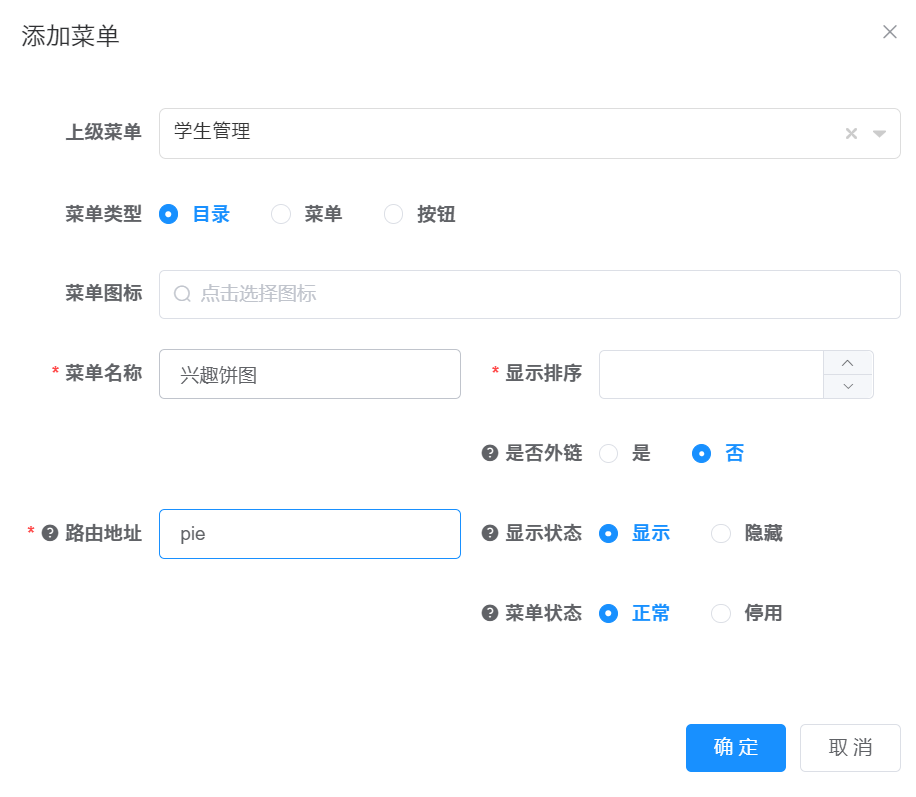 添加菜单
上级菜单 学生管理
菜单类型 目录 菜单 按钮
菜单图标 点击选择图标
* 菜单名称 兴趣饼图 * 显示排序
是否外链 是 否
* 路由地址 pie 显示状态 显示 隐藏
菜单状态 正常 停用
确 定 取 消